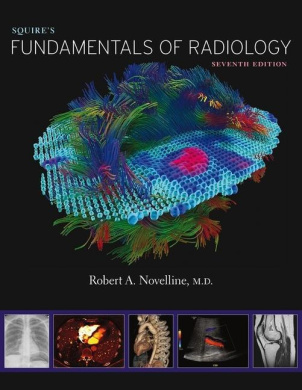 SQUIRE'S
FUNDAMENTALS OF RADIOLOGY
SEVENTH EDITION
Robert A. Novelline, M.D.